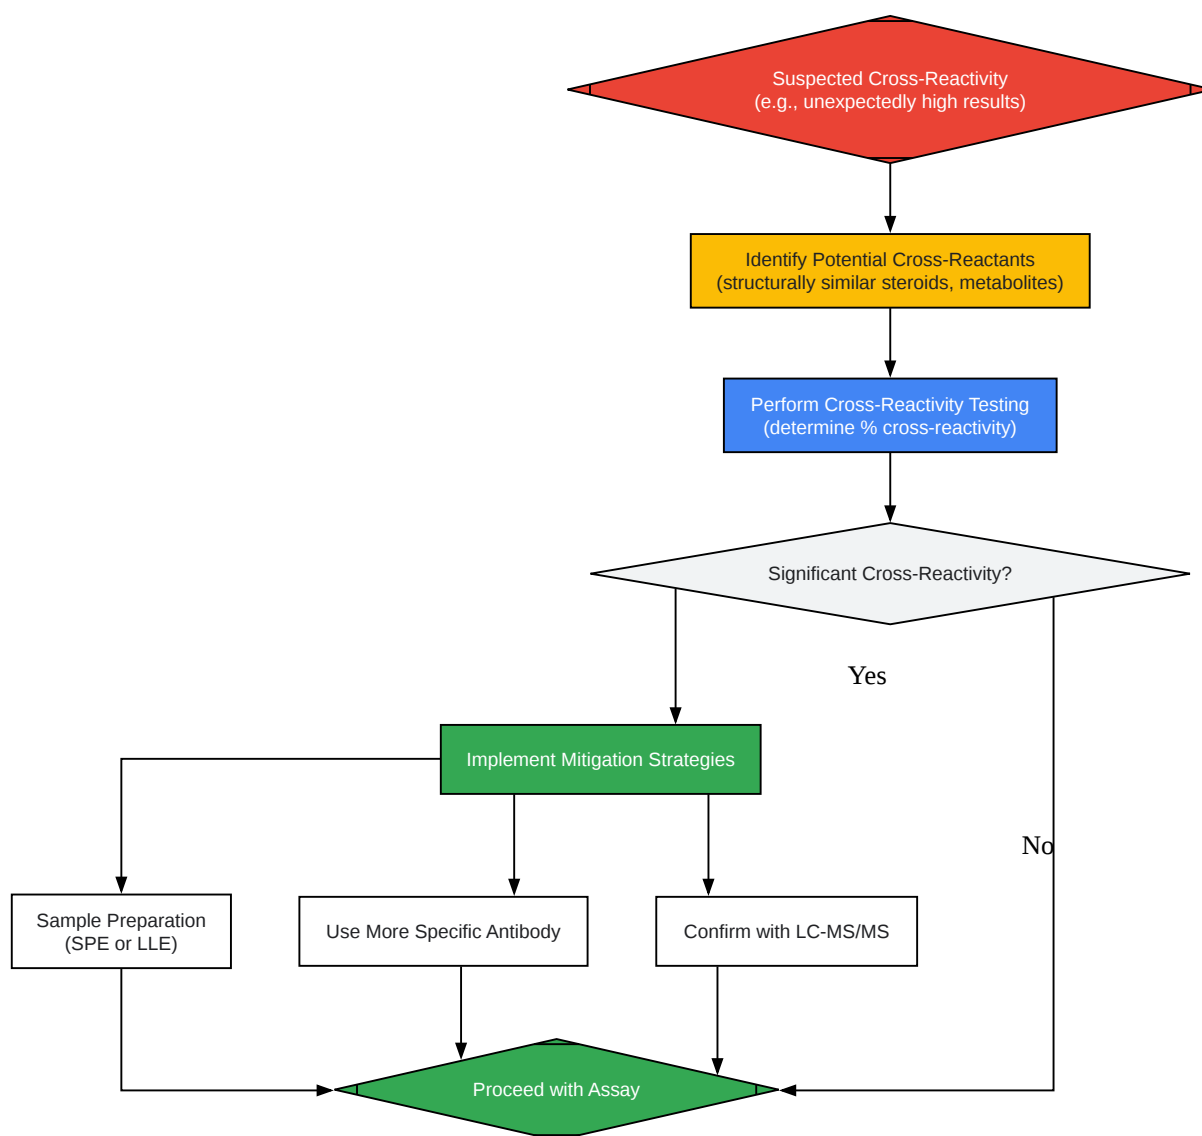 Suspected Cross-Reactivity
(e.g., unexpectedly high results)
Identify Potential Cross-Reactants
(structurally similar steroids, metabolites)
Perform Cross-Reactivity Testing
(determine % cross-reactivity)
Significant Cross-Reactivity?
Yes
Implement Mitigation Strategies
No
Sample Preparation
(SPE or LLE)
Use More Specific Antibody
Confirm with LC-MS/MS
Proceed with Assay